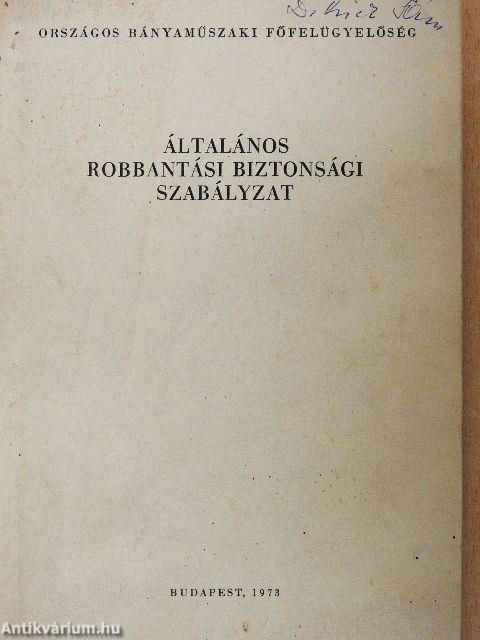 ORSZÁGOS BÁNYAMŰSZAKI FŐFELÜGYELŐSÉG
ÁLTALÁNOS
ROBBANTÁSI BIZTONSÁGI
SZABÁLYZAT
BUDAPEST, 1973
Antikvárium.hu